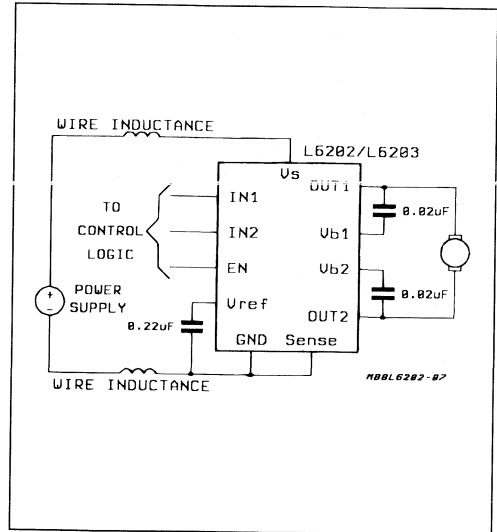 WIRE INDUCTANCE
L6202/L6203
Vs
OUT1
IN1
0.02uF
TO
CONTROL
LOGIC
IN2
Vb1
EN
Vb2
+
-
POWER
SUPPLY
Vref
0.02uF
0.22uF
OUT2
GND Sense
WIRE INDUCTANCE
M88L6202-07